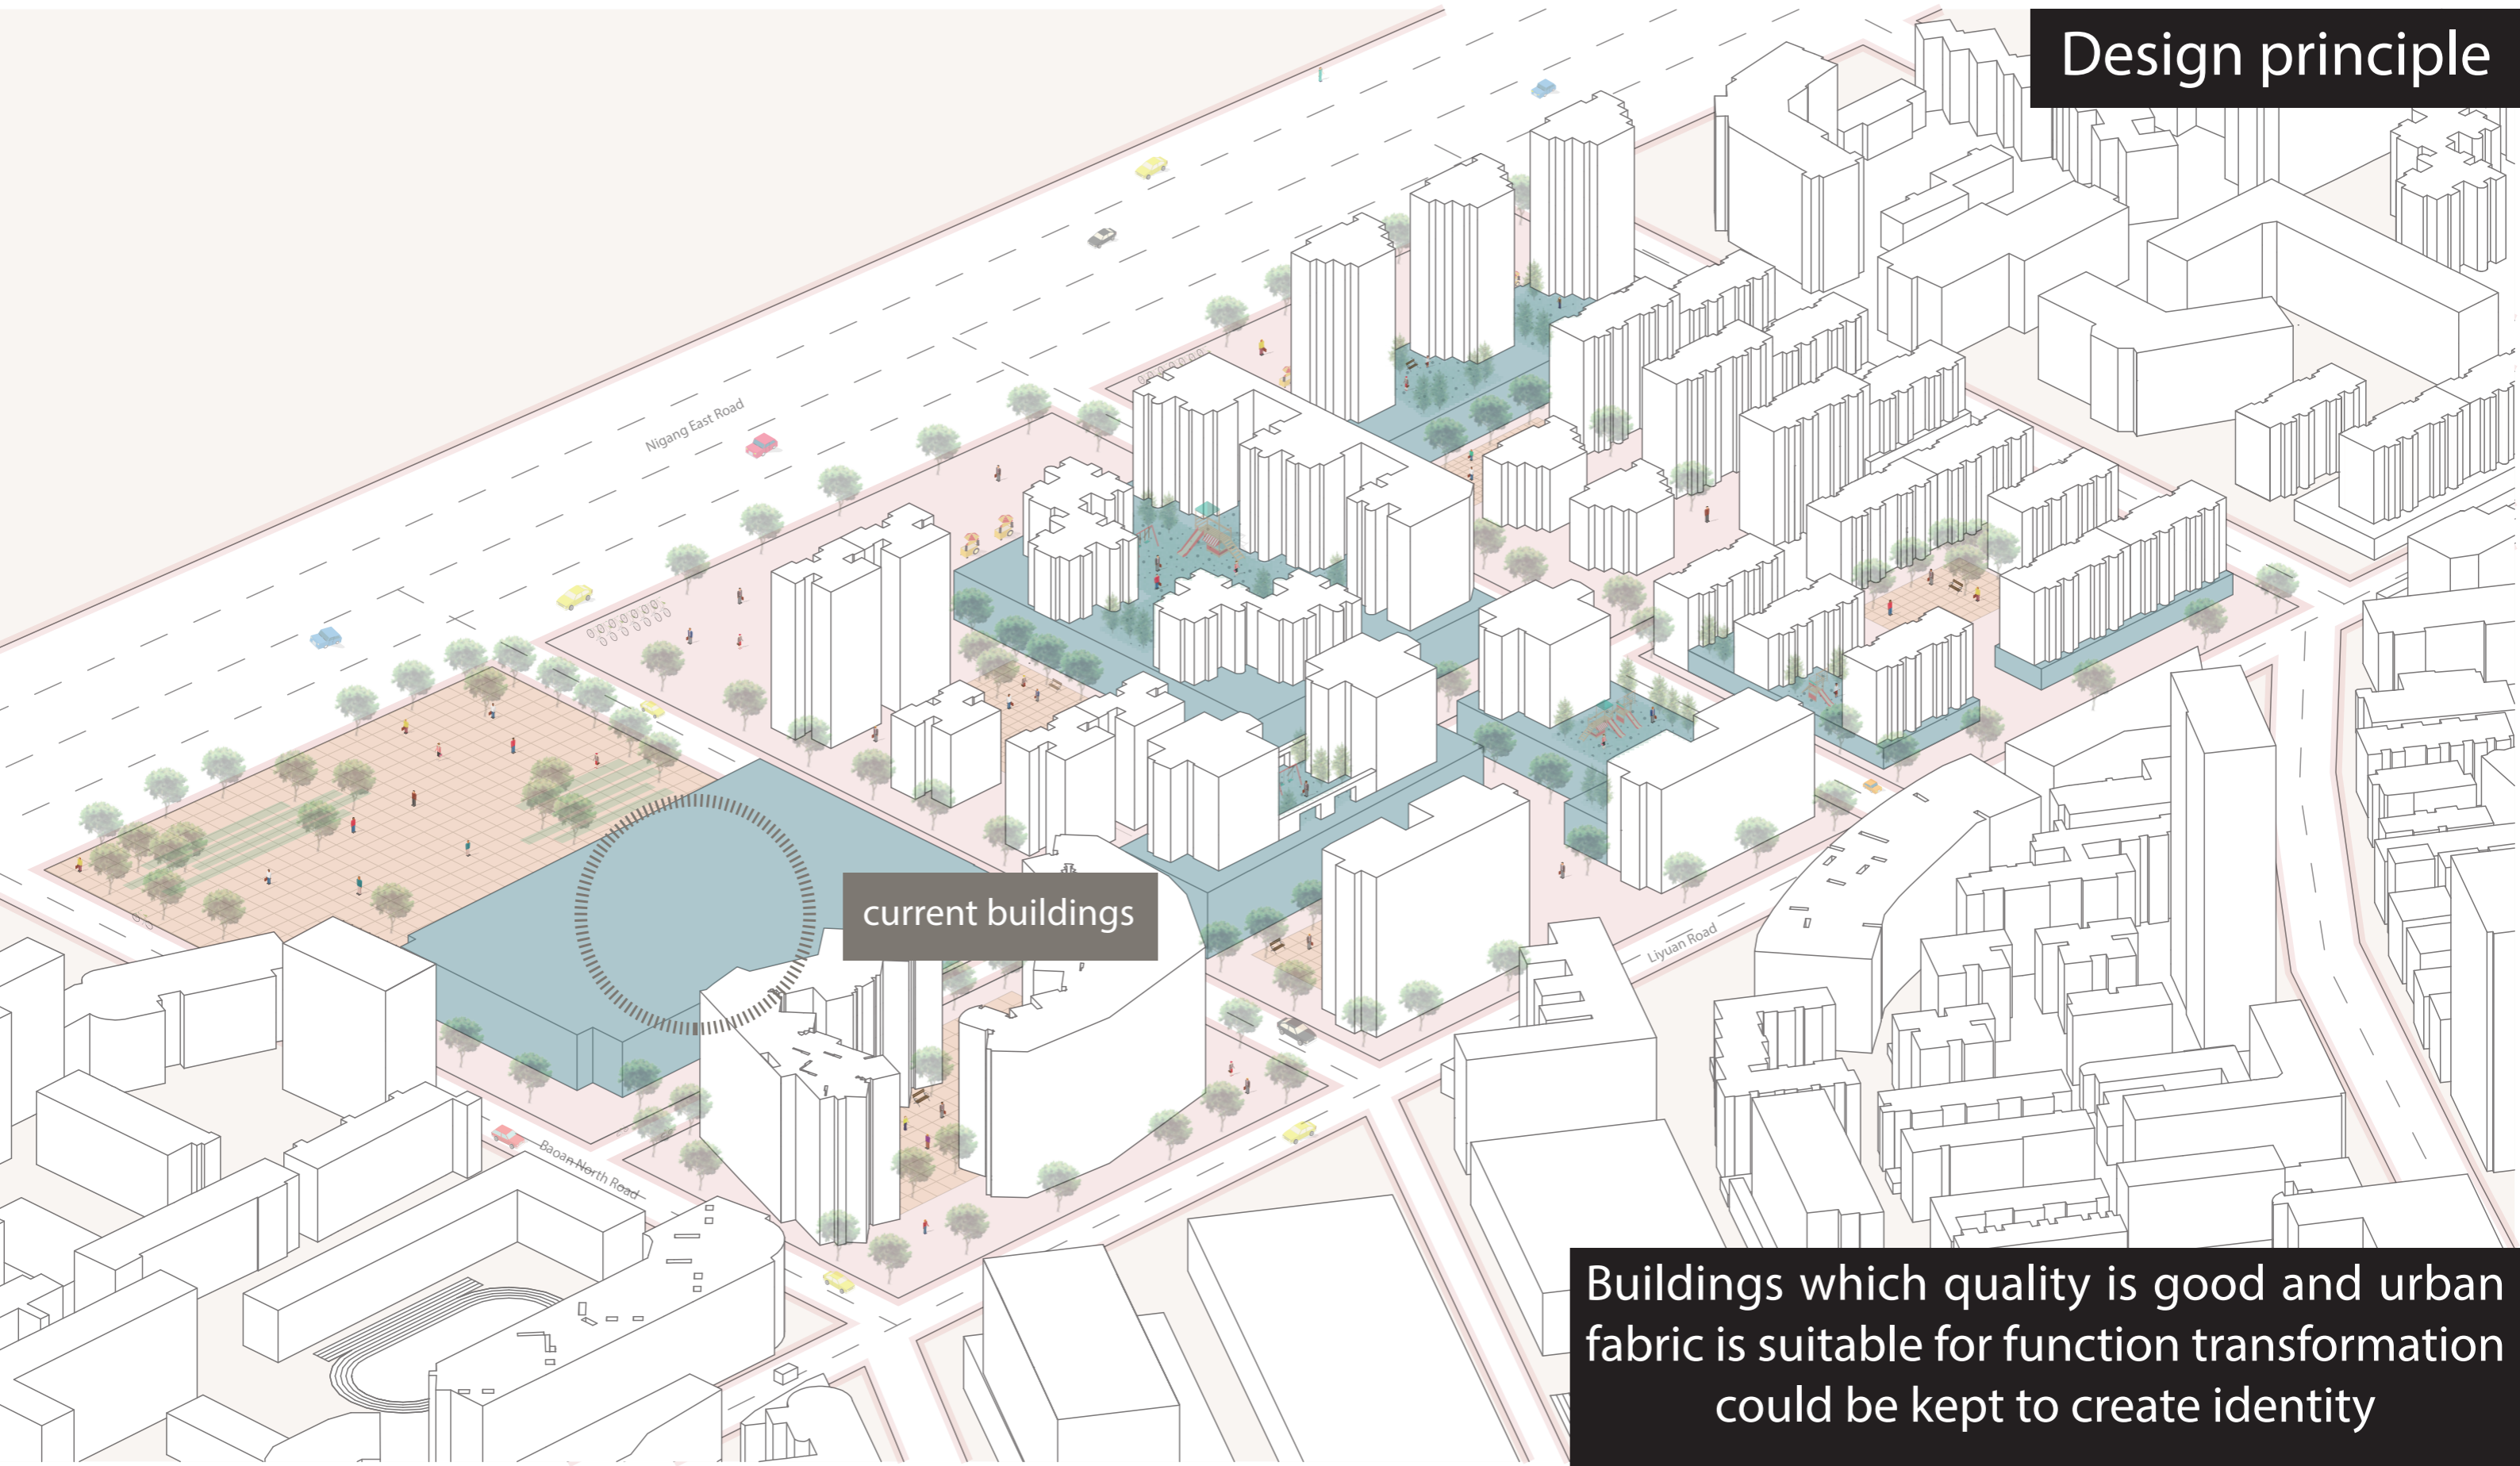 Design principle
Nigang East Road
current buildings
Liyuan Road
Baoan North Road
Buildings which quality is good and urban
fabric is suitable for function transformation
could be kept to create identity